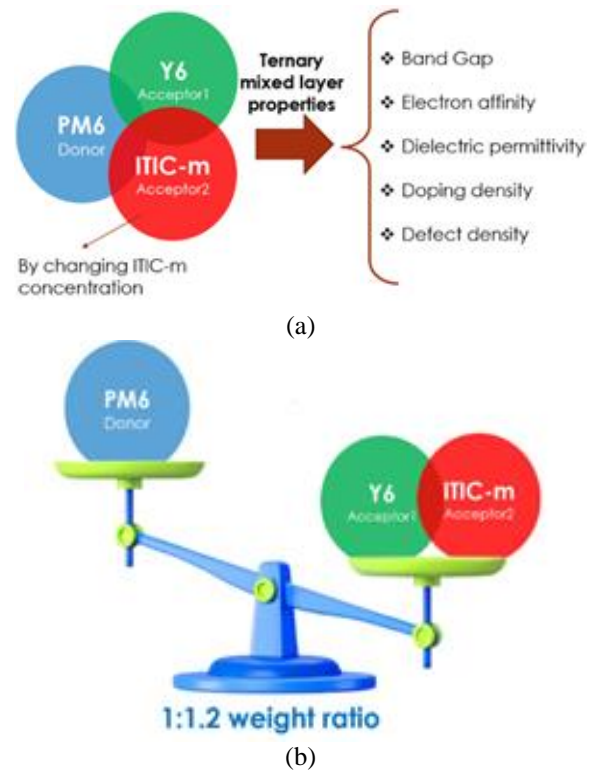 Y6
Acceptor1
PM6
Donor
ITIC-m
Acceptor2
By changing ITIC-m
concentration
Ternary
mixed layer
properties
❖ Band Gap
❖ Electron affinity
❖ Dielectric permittivity
❖ Doping density
❖ Defect density
(a)
PM6
Donor
Y6
Acceptor1
ITIC-m
Acceptor2
1:1.2 weight ratio
(b)